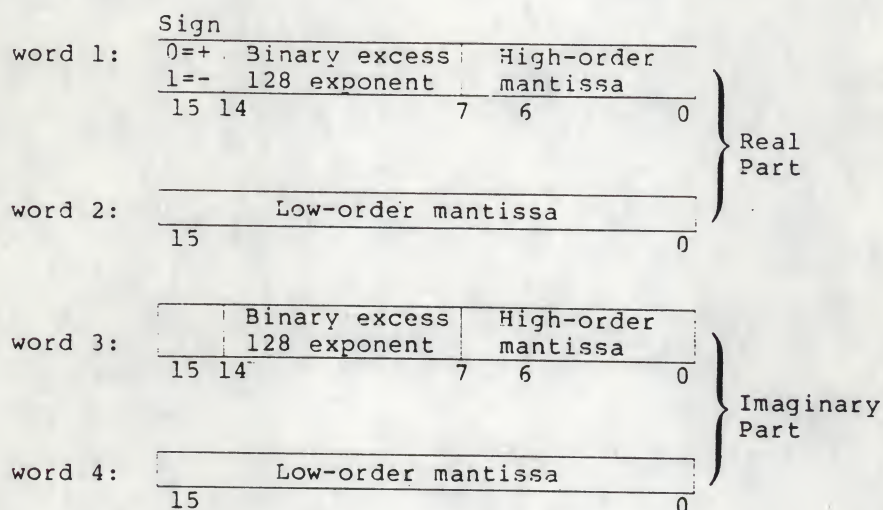 Sign
word 1: 0=+ Binary excess High-order
1=- 128 exponent mantissa
15 14 7 6 0
Real
Part
word 2: Low-order mantissa
15 0
word 3: Binary excess High-order
128 exponent mantissa
15 14 7 6 0
Imaginary
Part
word 4: Low-order mantissa
15 0